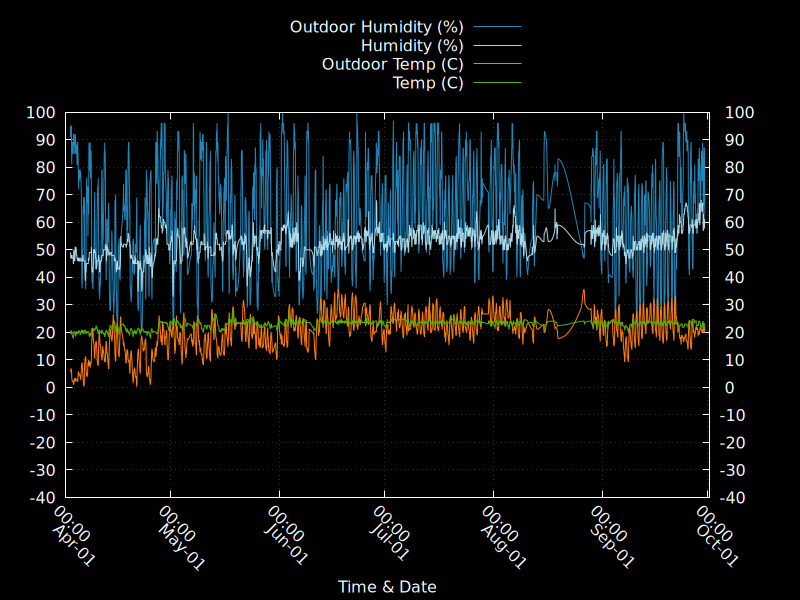 Outdoor Humidity (%)
Humidity (%)
Outdoor Temp (C)
Temp (C)
100 100
90 90
80 80
70 70
60 60
50 50
40 40
30 30
20 20
10 10
0 0
-10 -10
-20 -20
-30 -30
-40 -40
00:00 00:00 00:00 00:00 00:00 00:00 00:00
Apr-01 May-01 Jun-01 Jul-01 Aug-01 Sep-01 Oct-01
Time & Date